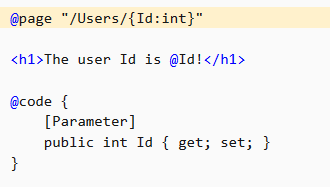 @page "/Users/{Id:int}"
<h1>The user Id is @Id!</h1>
@code {
[Parameter]
public int Id { get; set; }
}